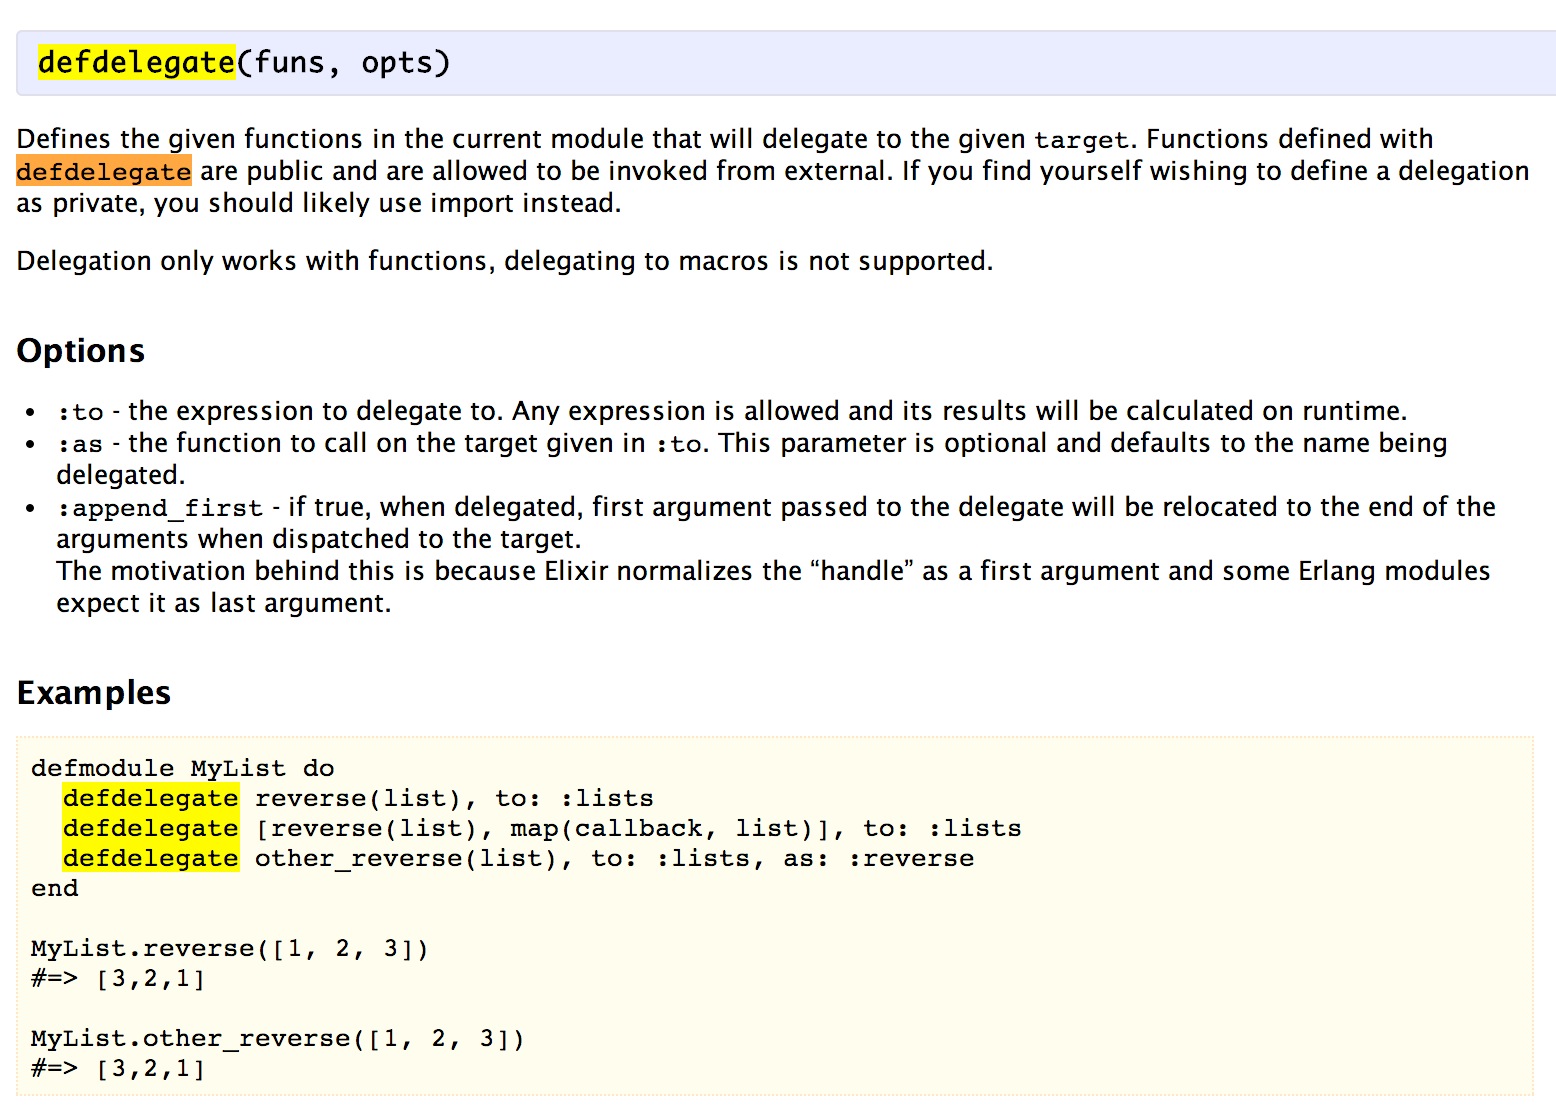 defdelegate(funs, opts)
Defines the given functions in the current module that will delegate to the given target. Functions defined with
defdelegate are public and are allowed to be invoked from external. If you find yourself wishing to define a delegation
as private, you should likely use import instead.
Delegation only works with functions, delegating to macros is not supported.
Options
• :to - the expression to delegate to. Any expression is allowed and its results will be calculated on runtime.
• :as - the function to call on the target given in :to. This parameter is optional and defaults to the name being
delegated.
• :append_first - if true, when delegated, first argument passed to the delegate will be relocated to the end of the
arguments when dispatched to the target.
The motivation behind this is because Elixir normalizes the “handle” as a first argument and some Erlang modules
expect it as last argument.
Examples
defmodule MyList do
  defdelegate reverse(list), to: :lists
  defdelegate [reverse(list), map(callback, list)], to: :lists
  defdelegate other_reverse(list), to: :lists, as: :reverse
end
MyList.reverse([1, 2, 3])
#=> [3,2,1]
MyList.other_reverse([1, 2, 3])
#=> [3,2,1]